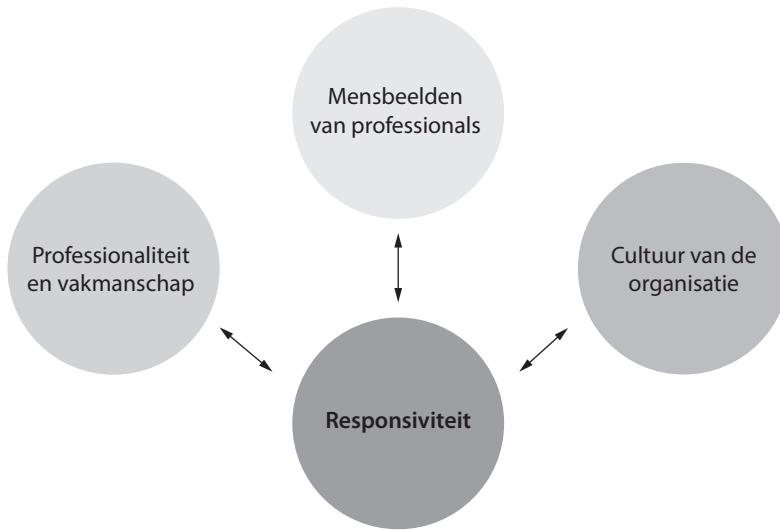 Mensbeelden
van professionals
Professionaliteit
en vakmanschap
Cultuur van de
organisatie
Responsiviteit